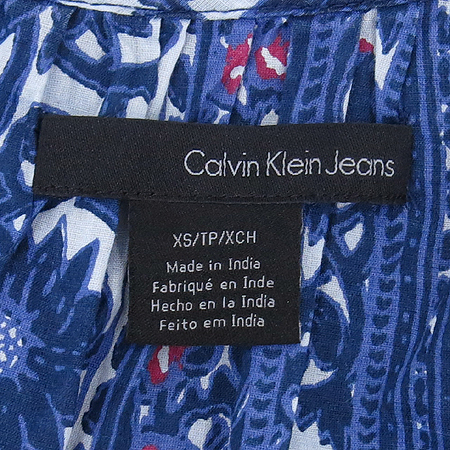 Calvin Klein Jeans
XS/TP/XCH
Made in India
Fabriqué en Inde
Hecho en la India
Feito em India